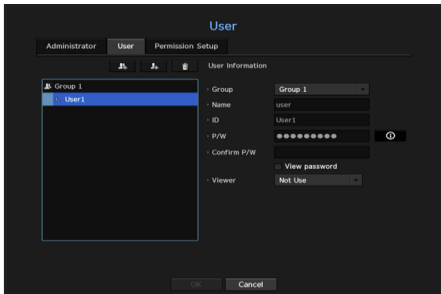 User
Administrator User Permission Setup
User Information
Group 1
User1
Group Group 1
Name user
ID User1
P/W
Confirm P/W
View password
Viewer Not Use
OK Cancel